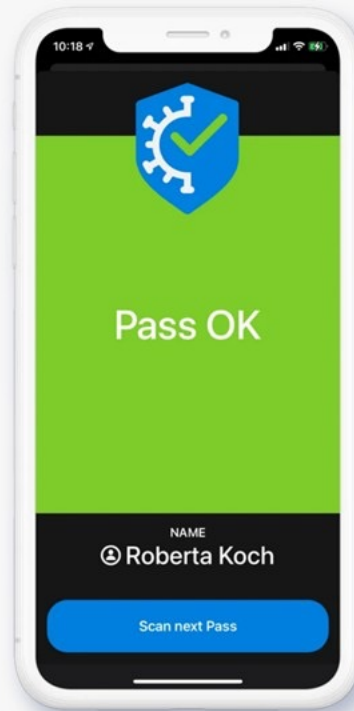 10:18
Pass OK
NAME
Roberta Koch
Scan next Pass